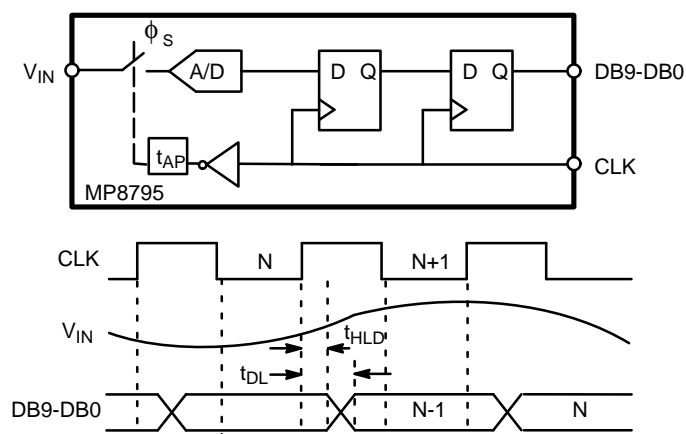 ϕS
VIN
A/D
D Q
D Q
DB9-DB0
tAP
CLK
MP8795
CLK
N
N+1
VIN
tHLD
tDL
DB9-DB0
N-1
N